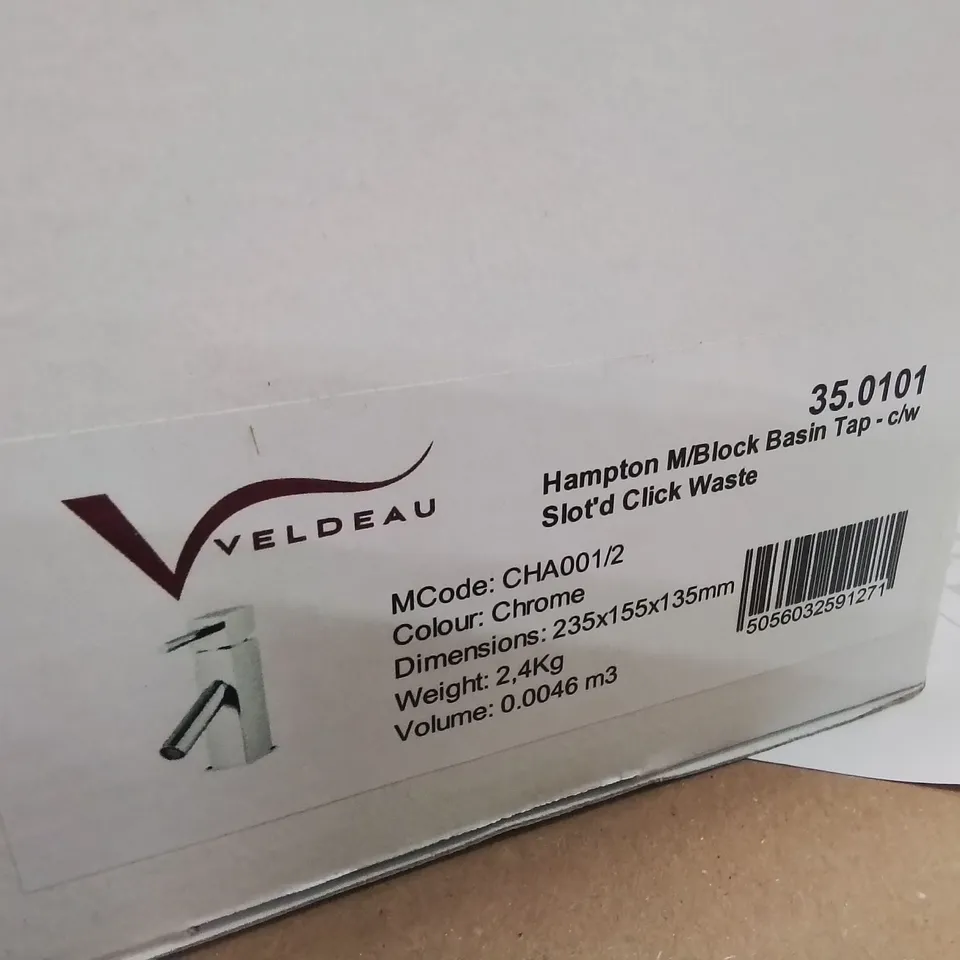 35.0101
Hampton M/Block Basin Tap - c/w
Slot'd Click Waste
VELDEAU
MCode: CHA001/2
Colour: Chrome
Dimensions: 235x155x135mm
Weight: 2,4Kg
Volume: 0.0046 m3
5056032591271